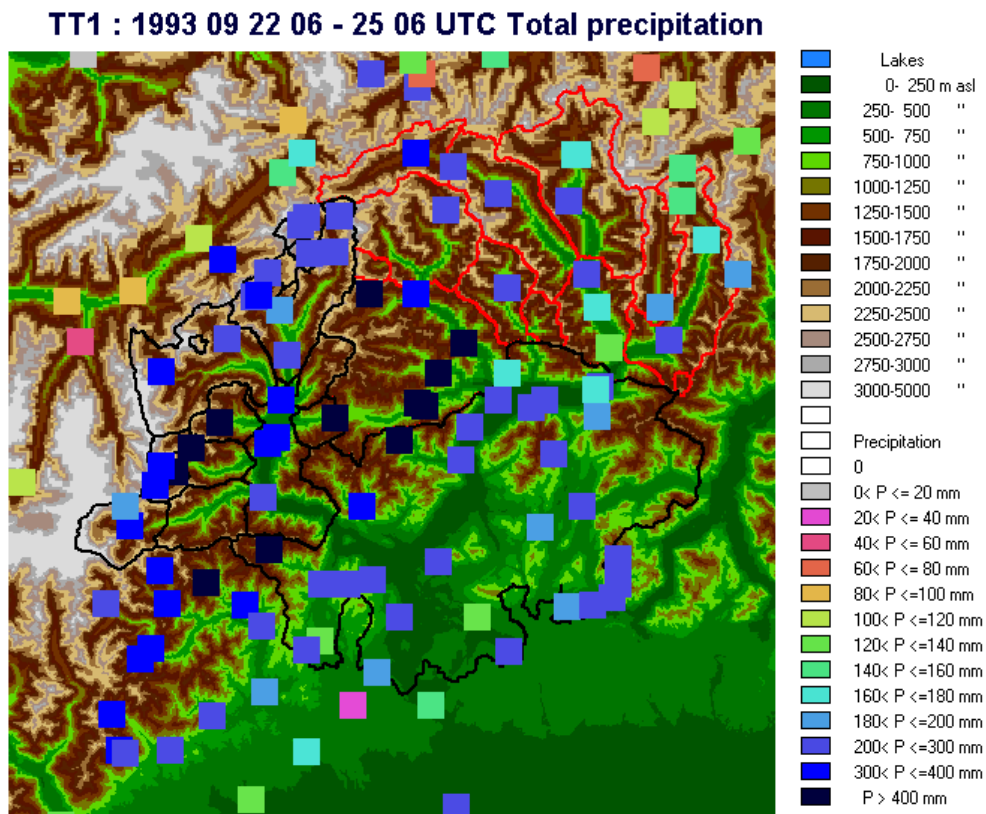 TT1 : 1993 09 22 06 - 25 06 UTC Total precipitation
Lakes
0- 250 m asl
250- 500 "
500- 750 "
750-1000 "
1000-1250 "
1250-1500 "
1500-1750 "
1750-2000 "
2000-2250 "
2250-2500 "
2500-2750 "
2750-3000 "
3000-5000 "
Precipitation
0
0< P <= 20 mm
20< P <= 40 mm
40< P <= 60 mm
60< P <= 80 mm
80< P <=100 mm
100< P <=120 mm
120< P <=140 mm
140< P <=160 mm
160< P <=180 mm
180< P <=200 mm
200< P <=300 mm
300< P <=400 mm
P > 400 mm